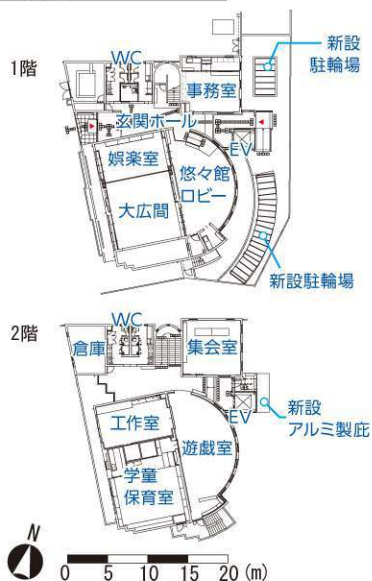 1階
WC
新設
駐輪場
事務室
玄関ホール
EV
娯楽室
悠々館
ロビー
大広間
新設駐輪場
2階
WC
倉庫
集会室
EV
新設
アルミ製庇
工作室
遊戯室
学童
保育室
N
0 5 10 15 20 (m)